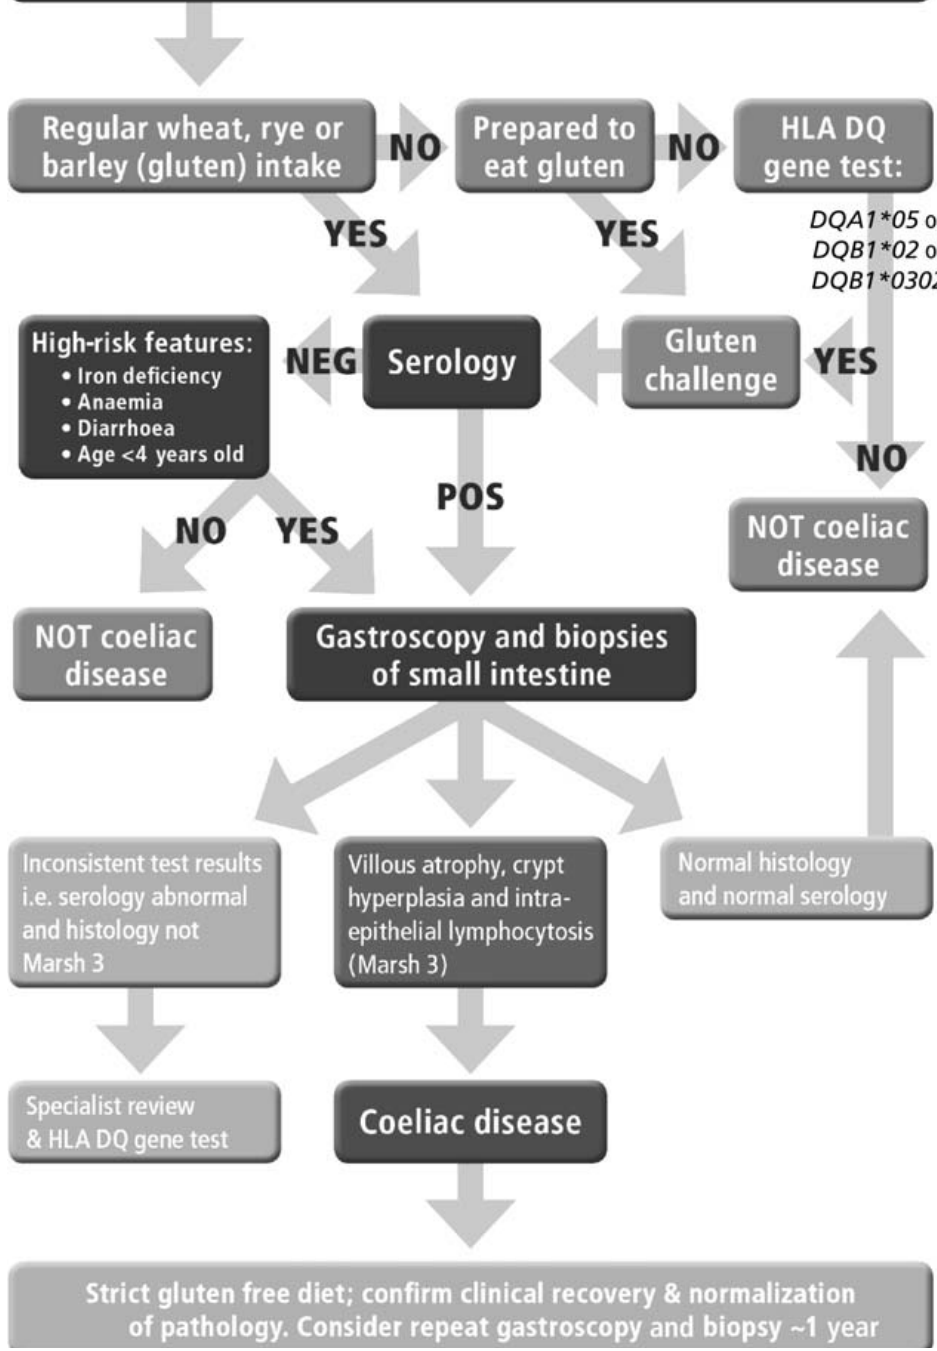 Regular wheat, rye or
barley (gluten) intake
NO
Prepared to
eat gluten
NO
HLA DQ
gene test:
YES
YES
DQA1*05 o
DQB1*02 o
DQB1*0302
High-risk features:
• Iron deficiency
• Anaemia
• Diarrhoea
• Age <4 years old
NEG
Serology
Gluten
challenge
YES
NO
POS
NO
YES
NOT coeliac
disease
NOT coeliac
disease
Gastroscopy and biopsies
of small intestine
Inconsistent test results
i.e. serology abnormal
and histology not
Marsh 3
Villous atrophy, crypt
hyperplasia and intra-
epithelial lymphocytosis
(Marsh 3)
Normal histology
and normal serology
Specialist review
& HLA DQ gene test
Coeliac disease
Strict gluten free diet; confirm clinical recovery & normalization
of pathology. Consider repeat gastroscopy and biopsy ~1 year